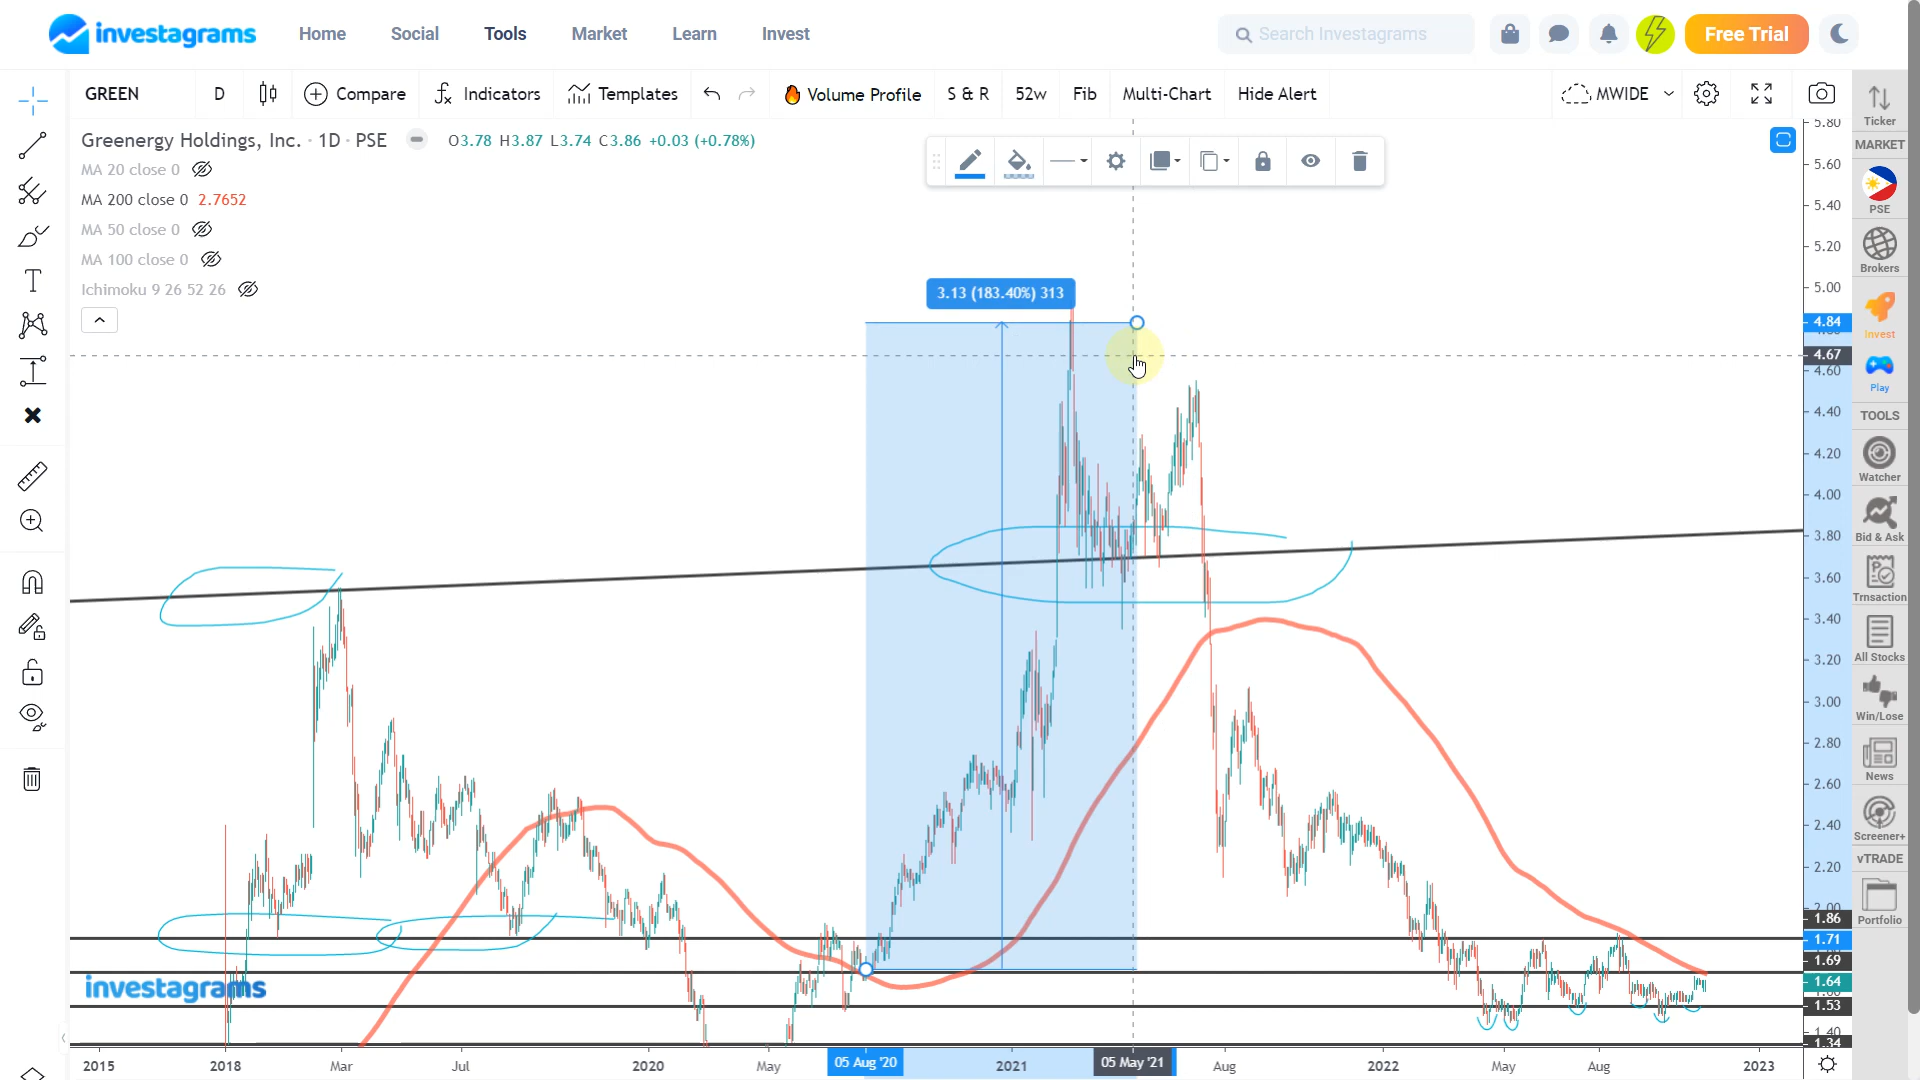 investagrams Home Social Tools Market Learn Invest Search Investagrams Free Trial
GREEN D Compare Indicators Templates Volume Profile S & R 52w Fib Multi-Chart Hide Alert MWIDE
Ticker
Greenergy Holdings, Inc. · 1D · PSE O3.78 H3.87 L3.74 C3.86 +0.03 (+0.78%)
MA 20 close 0
MA 200 close 0 2.7652
MA 50 close 0
MA 100 close 0
Ichimoku 9 26 52 26
3.13 (183.40%) 313
5.80
5.60
5.40
5.20
5.00
4.84
4.67
4.60
4.40
4.20
4.00
3.80
3.60
3.40
3.20
3.00
2.80
2.60
2.40
2.20
2.00
1.86
1.71
1.69
1.64
1.53
1.40
1.34
MARKET
PSE
Brokers
Invest
Play
TOOLS
Watcher
Bid & Ask
Trnsaction
All Stocks
Win/Lose
News
Screener+
vTRADE
Portfolio
investagrams
2015 2018 Mar Jul 2020 May 05 Aug '20 2021 05 May '21 Aug 2022 May Aug 2023